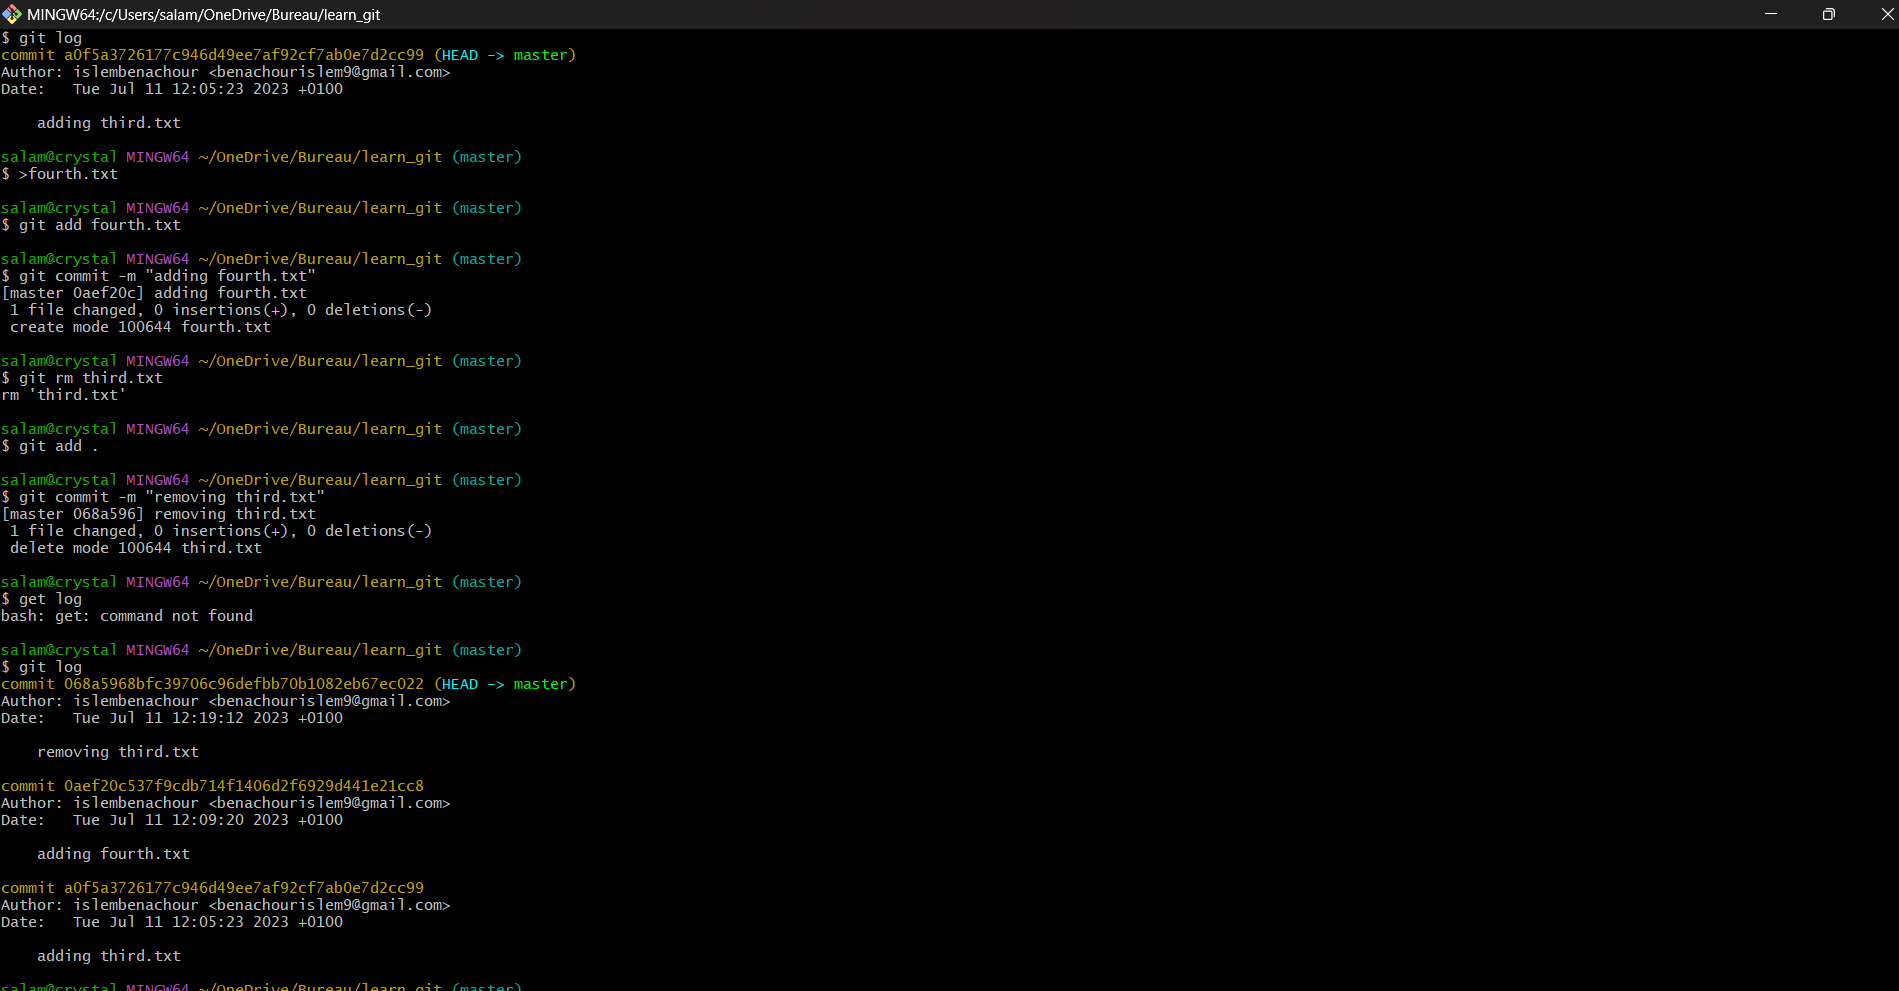 MINGW64:/c/Users/salam/OneDrive/Bureau/learn_git
$ git log
commit a0f5a3726177c946d49ee7af92cf7ab0e7d2cc99 (HEAD -> master)
Author: islembenachour <benachourislem9@gmail.com>
Date:   Tue Jul 11 12:05:23 2023 +0100
    adding third.txt
salam@crystal MINGW64 ~/OneDrive/Bureau/learn_git (master)
$ >fourth.txt
salam@crystal MINGW64 ~/OneDrive/Bureau/learn_git (master)
$ git add fourth.txt
salam@crystal MINGW64 ~/OneDrive/Bureau/learn_git (master)
$ git commit -m "adding fourth.txt"
[master 0aef20c] adding fourth.txt
 1 file changed, 0 insertions(+), 0 deletions(-)
 create mode 100644 fourth.txt
salam@crystal MINGW64 ~/OneDrive/Bureau/learn_git (master)
$ git rm third.txt
rm 'third.txt'
salam@crystal MINGW64 ~/OneDrive/Bureau/learn_git (master)
$ git add .
salam@crystal MINGW64 ~/OneDrive/Bureau/learn_git (master)
$ git commit -m "removing third.txt"
[master 068a596] removing third.txt
 1 file changed, 0 insertions(+), 0 deletions(-)
 delete mode 100644 third.txt
salam@crystal MINGW64 ~/OneDrive/Bureau/learn_git (master)
$ get log
bash: get: command not found
salam@crystal MINGW64 ~/OneDrive/Bureau/learn_git (master)
$ git log
commit 068a5968bfc39706c96defbb70b1082eb67ec022 (HEAD -> master)
Author: islembenachour <benachourislem9@gmail.com>
Date:   Tue Jul 11 12:19:12 2023 +0100
    removing third.txt
commit 0aef20c537f9cdb714f1406d2f6929d441e21cc8
Author: islembenachour <benachourislem9@gmail.com>
Date:   Tue Jul 11 12:09:20 2023 +0100
    adding fourth.txt
commit a0f5a3726177c946d49ee7af92cf7ab0e7d2cc99
Author: islembenachour <benachourislem9@gmail.com>
Date:   Tue Jul 11 12:05:23 2023 +0100
    adding third.txt
salam@crystal MINGW64 ~/OneDrive/Bureau/learn_git (master)